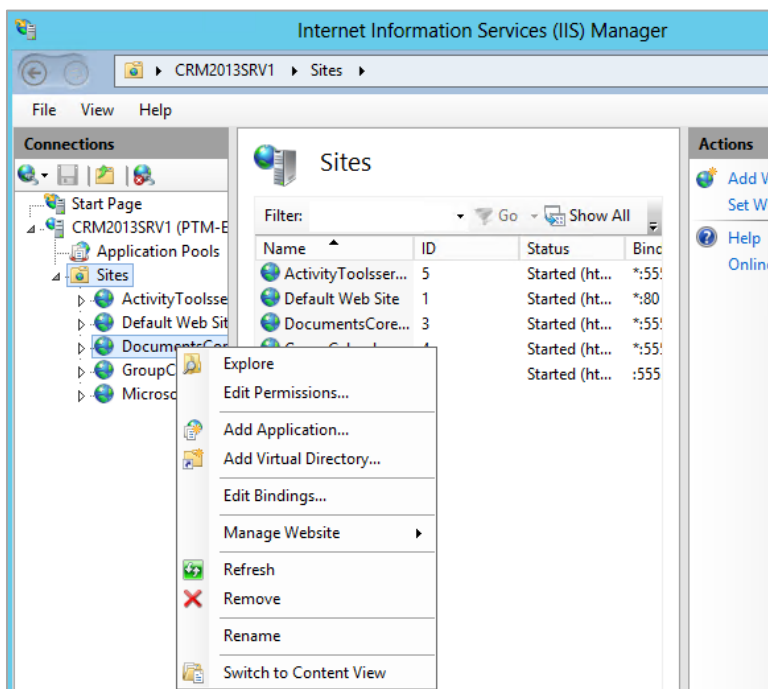 Internet Information Services (IIS) Manager
CRM2013SRV1 Sites
File View Help
Connections
Start Page
CRM2013SRV1 (PTM-E
Application Pools
Sites
ActivityToolsse
Default Web Sit
DocumentsCor
GroupC
Microso
Sites
Filter: Go Show All
Name ID Status Binc
ActivityToolsser... 5 Started (ht... *:55
Default Web Site 1 Started (ht... *:80
DocumentsCore... 3 Started (ht... *:55
Started (ht... *:55
Started (ht... :555
Explore
Edit Permissions...
Add Application...
Add Virtual Directory...
Edit Bindings...
Manage Website
Refresh
Remove
Rename
Switch to Content View
Actions
Add W
Set W
Help
Onlin